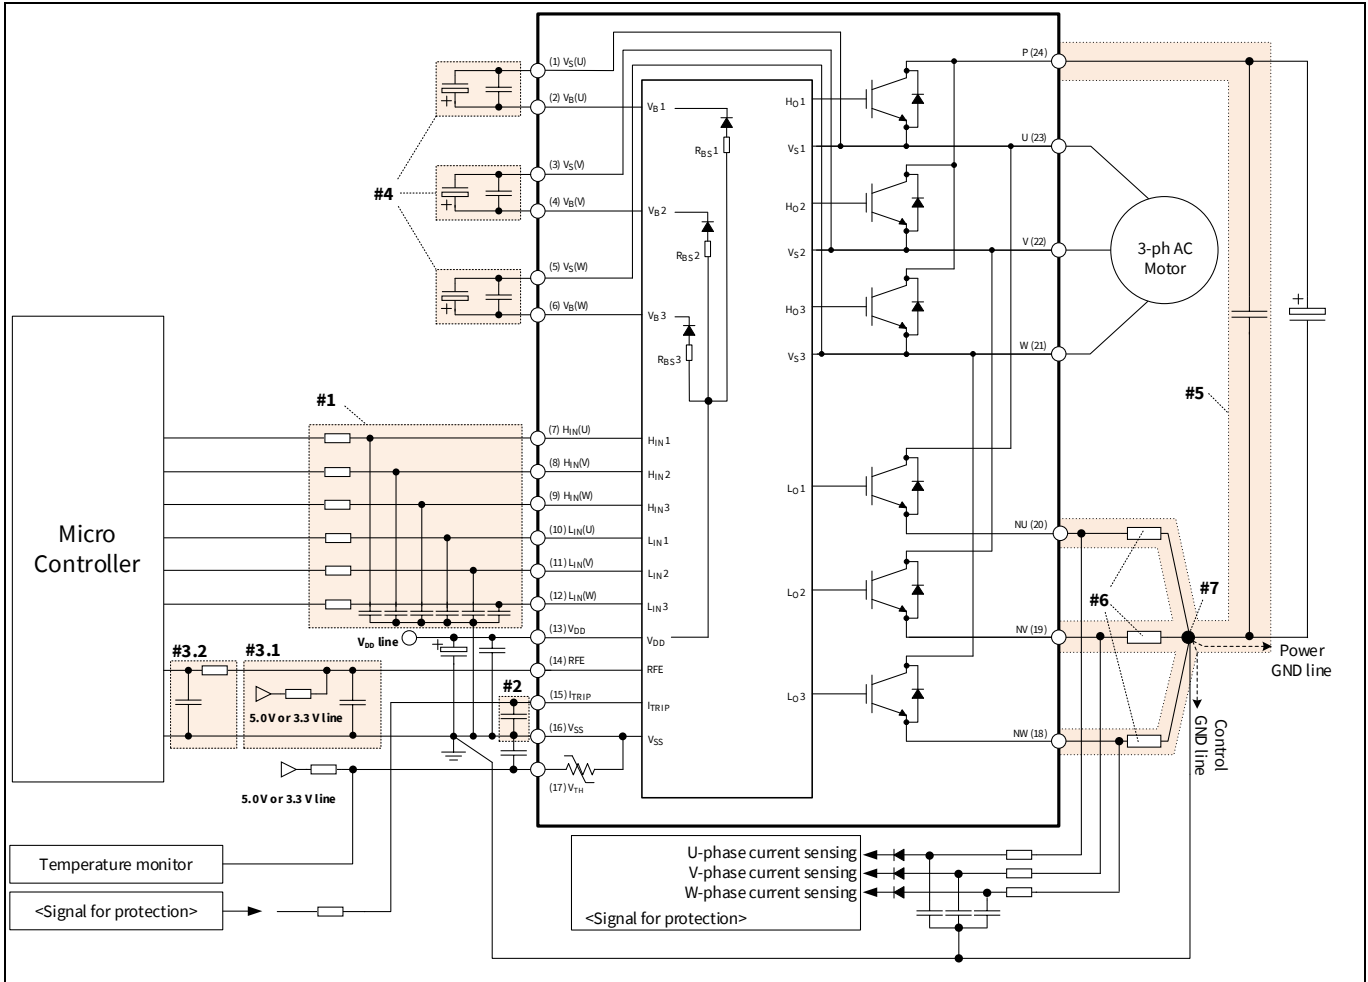 P (24)
(1) VS(U)
(2) VB(U)
VB1
HO1
RBS1
U (23)
VS1
(3) VS(V)
#4
(4) VB(V)
VB2
HO2
RBS2
V (22)
VS2
3-ph AC
Motor
(5) VS(W)
(6) VB(W)
VB3
HO3
RBS3
W (21)
VS3
+
+
+
+
#5
#1
(7) HIN(U)
HIN1
(8) HIN(V)
HIN2
(9) HIN(W)
HIN3
LO1
Micro
Controller
(10) LIN(U)
LIN1
NU (20)
(11) LIN(V)
LIN2
(12) LIN(W)
LIN3
LO2
#6
#7
VDD line
+
(13) VDD
VDD
NV (19)
Power
GND line
#3.2
#3.1
(14) RFE
RFE
#2
(15) ITRIP
ITRIP
LO3
5.0V or 3.3 V line
(16) VSS
VSS
NW (18)
Control
GND line
(17) VTH
5.0V or 3.3 V line
Temperature monitor
U-phase current sensing
V-phase current sensing
W-phase current sensing
<Signal for protection>
<Signal for protection>